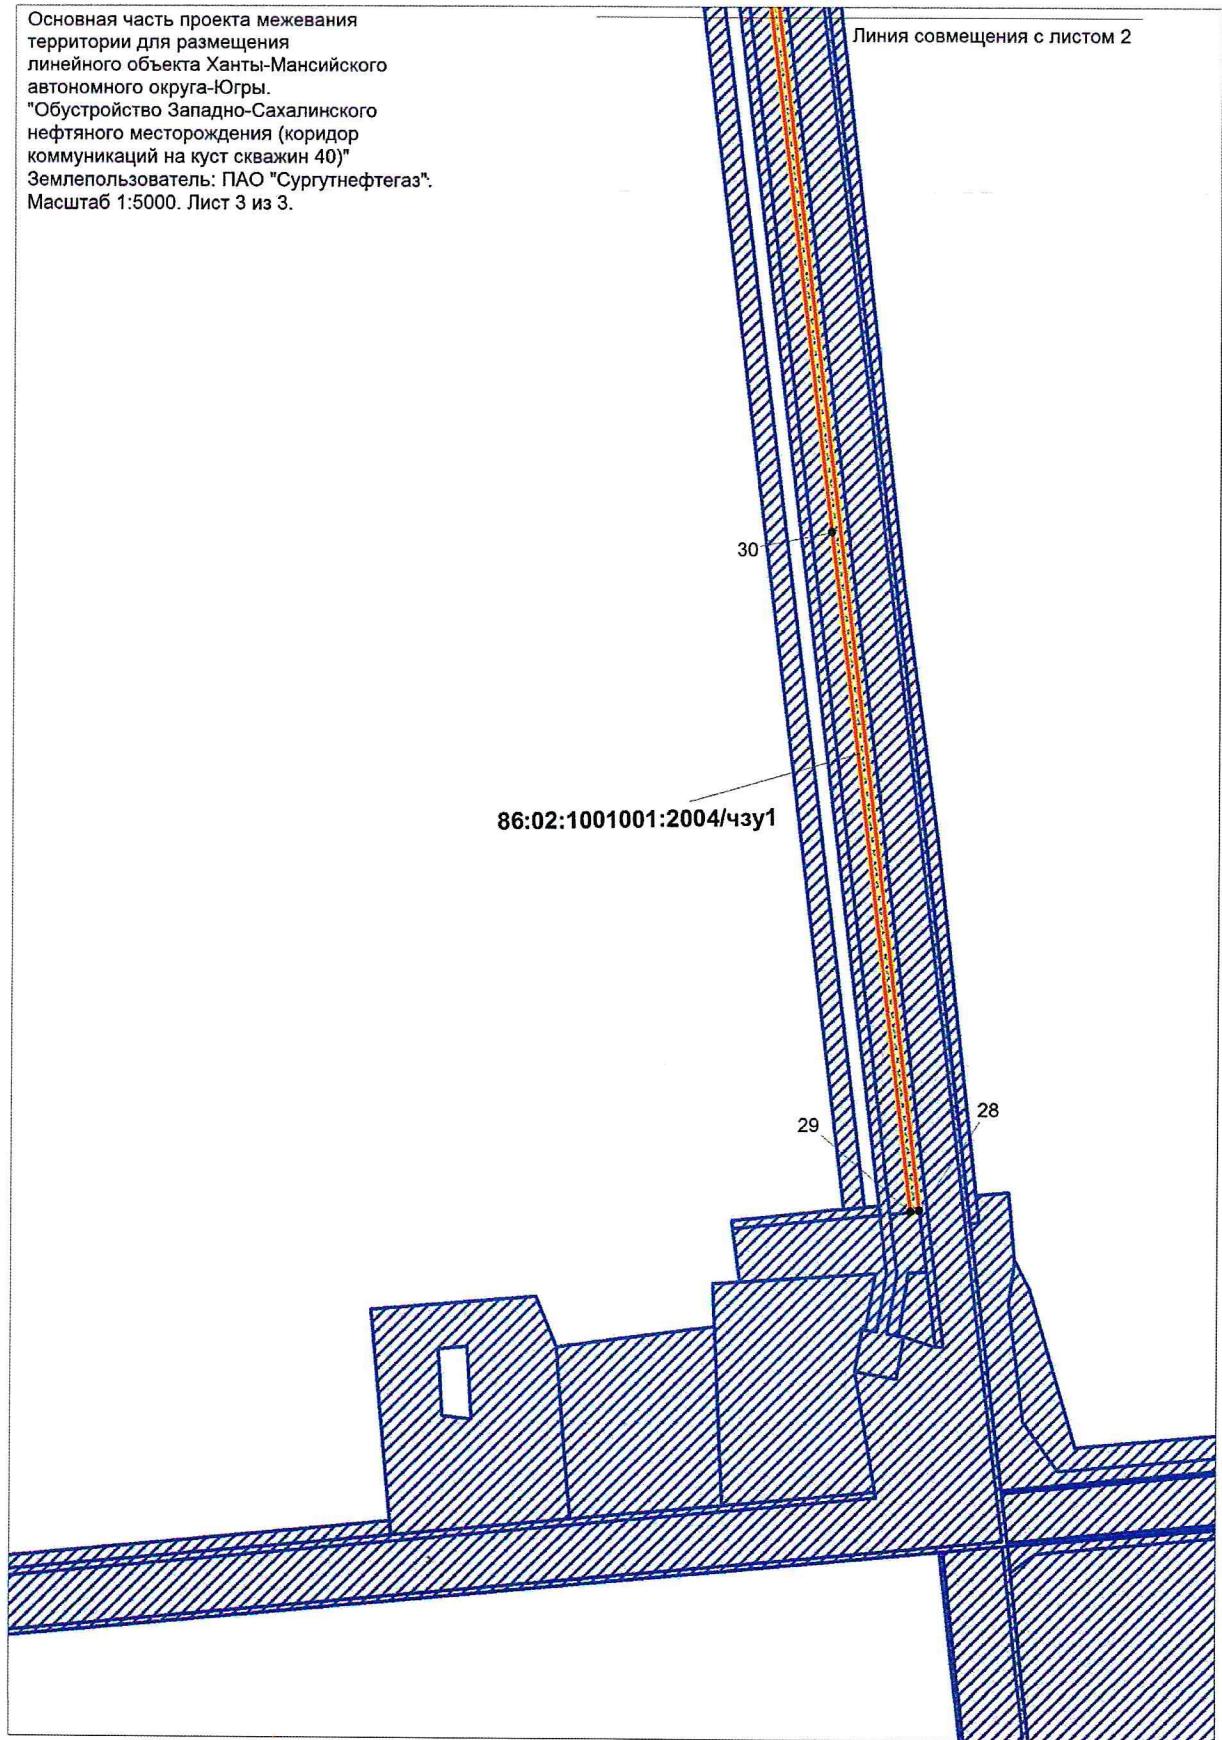 Основная часть проекта межевания
территории для размещения
линейного объекта Ханты-Мансийского
автономного округа-Югры.
"Обустройство Западно-Сахалинского
нефтяного месторождения (коридор
коммуникаций на куст скважин 40)"
Землепользователь: ПАО "Сургутнефтегаз".
Масштаб 1:5000. Лист 3 из 3.
Линия совмещения с листом 2
30
86:02:1001001:2004/чзу1
29
28